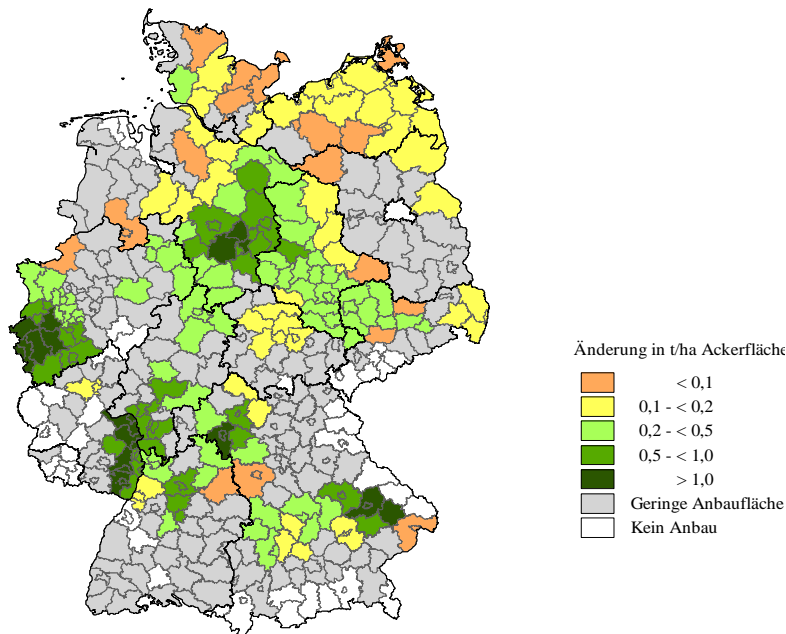 Änderung in t/ha Ackerfläche
< 0,1
0,1 - < 0,2
0,2 - < 0,5
0,5 - < 1,0
> 1,0
Geringe Anbaufläche
Kein Anbau